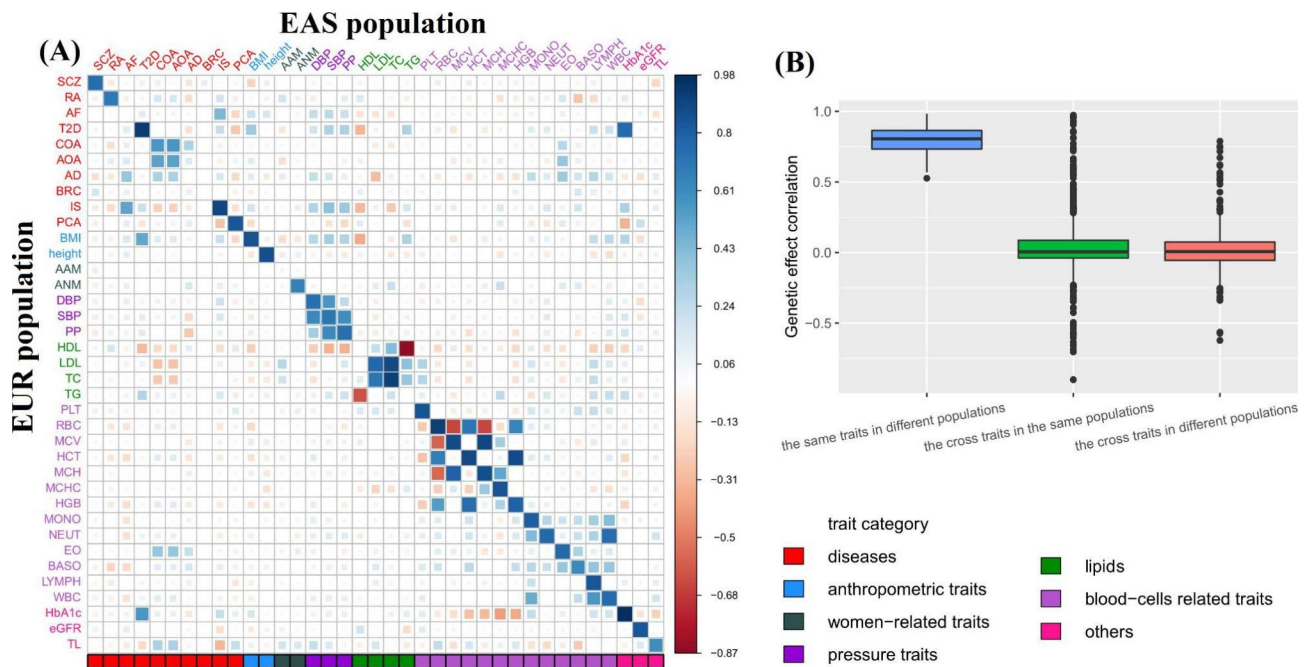 EAS population
(A)
SCZ RA AF T2D COA AOA AD BRC IS PCA BMI height AAM ANM DBP SBP PP HDL LDL TC TG PLT RBC MCV HCT MCH MCHC HGB MONO NEUT EO BASO LYMPH WBC HbA1c eGFR TL
EUR population
SCZ
RA
AF
T2D
COA
AOA
AD
BRC
IS
PCA
BMI
height
AAM
ANM
DBP
SBP
PP
HDL
LDL
TC
TG
PLT
RBC
MCV
HCT
MCH
MCHC
HGB
MONO
NEUT
EO
BASO
LYMPH
WBC
HbA1c
eGFR
TL
0.98
0.8
0.61
0.43
0.24
0.06
−0.13
−0.31
−0.5
−0.68
−0.87
(B)
Genetic effect correlation
1.0
0.5
0.0
−0.5
the same traits in different populations
the cross traits in the same populations
the cross traits in different populations
trait category
diseases
anthropometric traits
women−related traits
pressure traits
lipids
blood−cells related traits
others